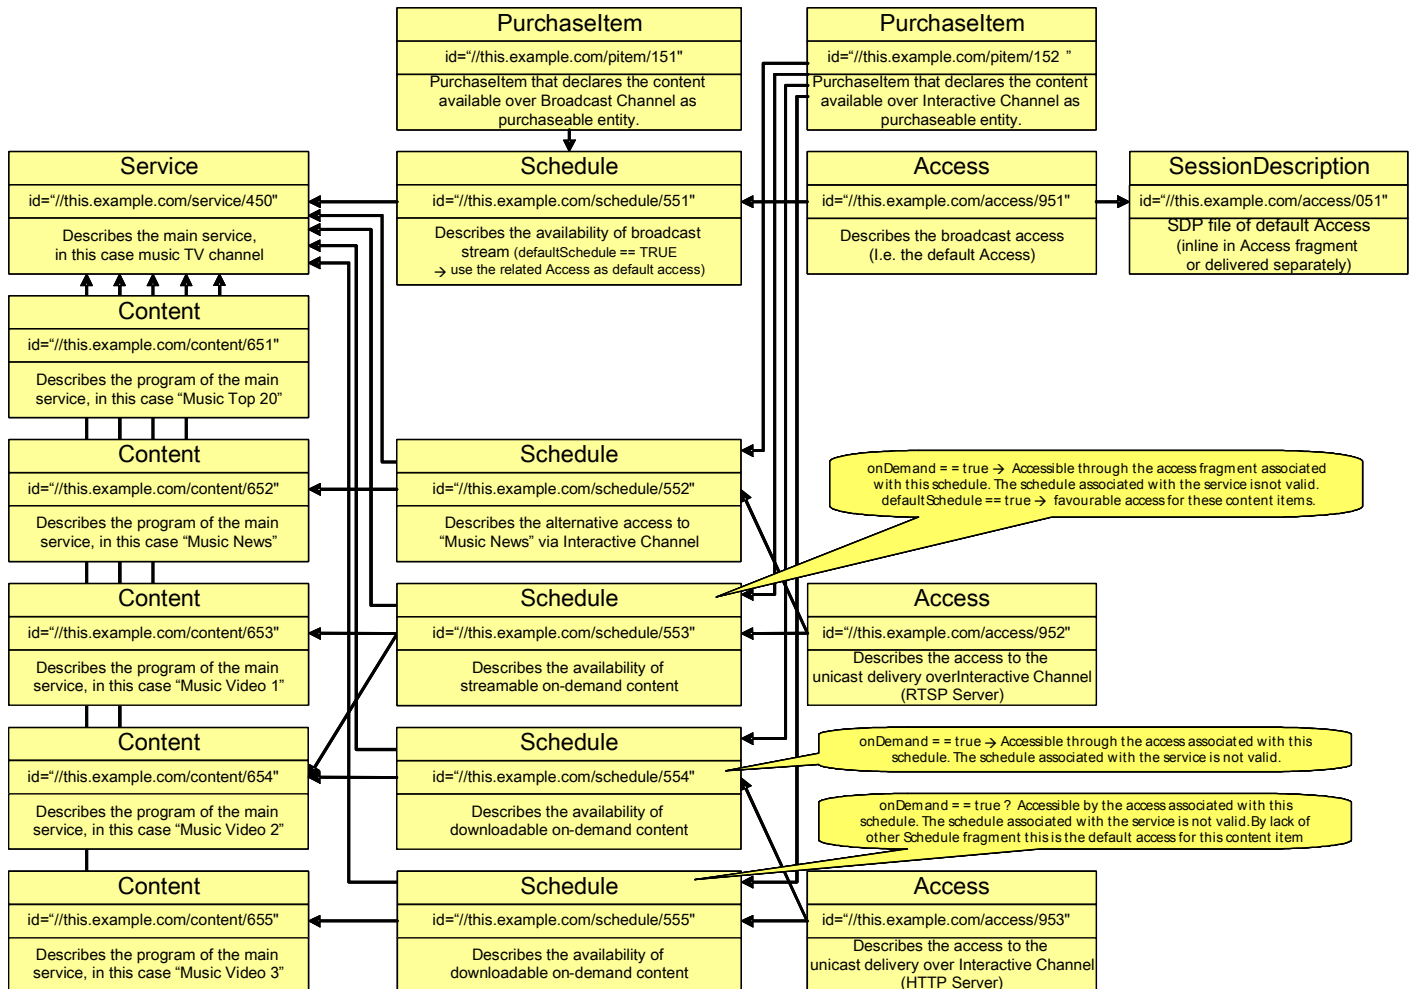 PurchaseItem
id=“//this.example.com/pitem/151"
PurchaseItem that declares the content
available over Broadcast Channel as
purchaseable entity.
PurchaseItem
id=“//this.example.com/pitem/152 ”
PurchaseItem that declares the content
available over Interactive Channel as
purchaseable entity.
Service
id=“//this.example.com/service/450"
Describes the main service,
in this case music TV channel
Schedule
id=“//this.example.com/schedule/551"
Describes the availability of broadcast
stream (defaultSchedule == TRUE
→ use the related Access as default access)
Access
id=“//this.example.com/access/951"
Describes the broadcast access
(I.e. the default Access)
SessionDescription
id=“//this.example.com/access/051"
SDP file of default Access
(inline in Access fragment
or delivered separately)
Content
id=“//this.example.com/content/651"
Describes the program of the main
service, in this case “Music Top 20”
Content
id=“//this.example.com/content/652"
Describes the program of the main
service, in this case “Music News”
Schedule
id=“//this.example.com/schedule/552"
Describes the alternative access to
“Music News” via Interactive Channel
onDemand == true → Accessible through the access fragment associated
with this schedule. The schedule associated with the service isnot valid.
defaultSchedule == true → favourable access for these content items.
Content
id=“//this.example.com/content/653"
Describes the program of the main
service, in this case “Music Video 1”
Schedule
id=“//this.example.com/schedule/553"
Describes the availability of
streamable on-demand content
Access
id=“//this.example.com/access/952"
Describes the access to the
unicast delivery overInteractive Channel
(RTSP Server)
Content
id=“//this.example.com/content/654"
Describes the program of the main
service, in this case “Music Video 2”
Schedule
id=“//this.example.com/schedule/554"
Describes the availability of
downloadable on-demand content
onDemand == true → Accessible through the access associated with this
schedule. The schedule associated with the service is not valid.
onDemand == true ? Accessible by the access associated with this
schedule. The schedule associated with the service is not valid.By lack of
other Schedule fragment this is the default access for this content item
Content
id=“//this.example.com/content/655"
Describes the program of the main
service, in this case “Music Video 3”
Schedule
id=“//this.example.com/schedule/555"
Describes the availability of
downloadable on-demand content
Access
id=“//this.example.com/access/953"
Describes the access to the
unicast delivery over Interactive Channel
(HTTP Server)